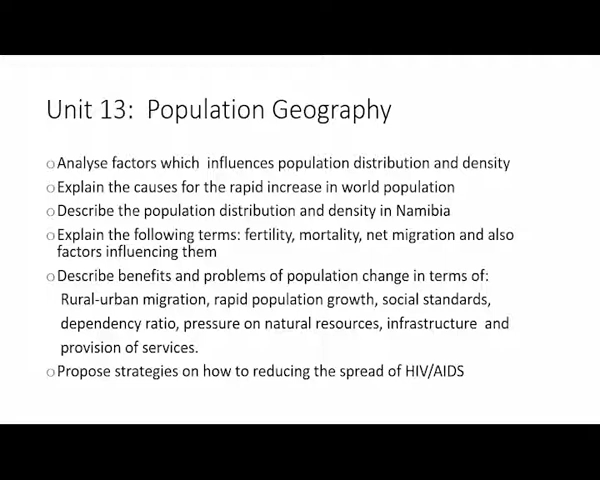 Unit 13: Population Geography
○Analyse factors which influences population distribution and density
○Explain the causes for the rapid increase in world population
○Describe the population distribution and density in Namibia
○Explain the following terms: fertility, mortality, net migration and also
factors influencing them
○Describe benefits and problems of population change in terms of:
Rural-urban migration, rapid population growth, social standards,
dependency ratio, pressure on natural resources, infrastructure and
provision of services.
○Propose strategies on how to reducing the spread of HIV/AIDS